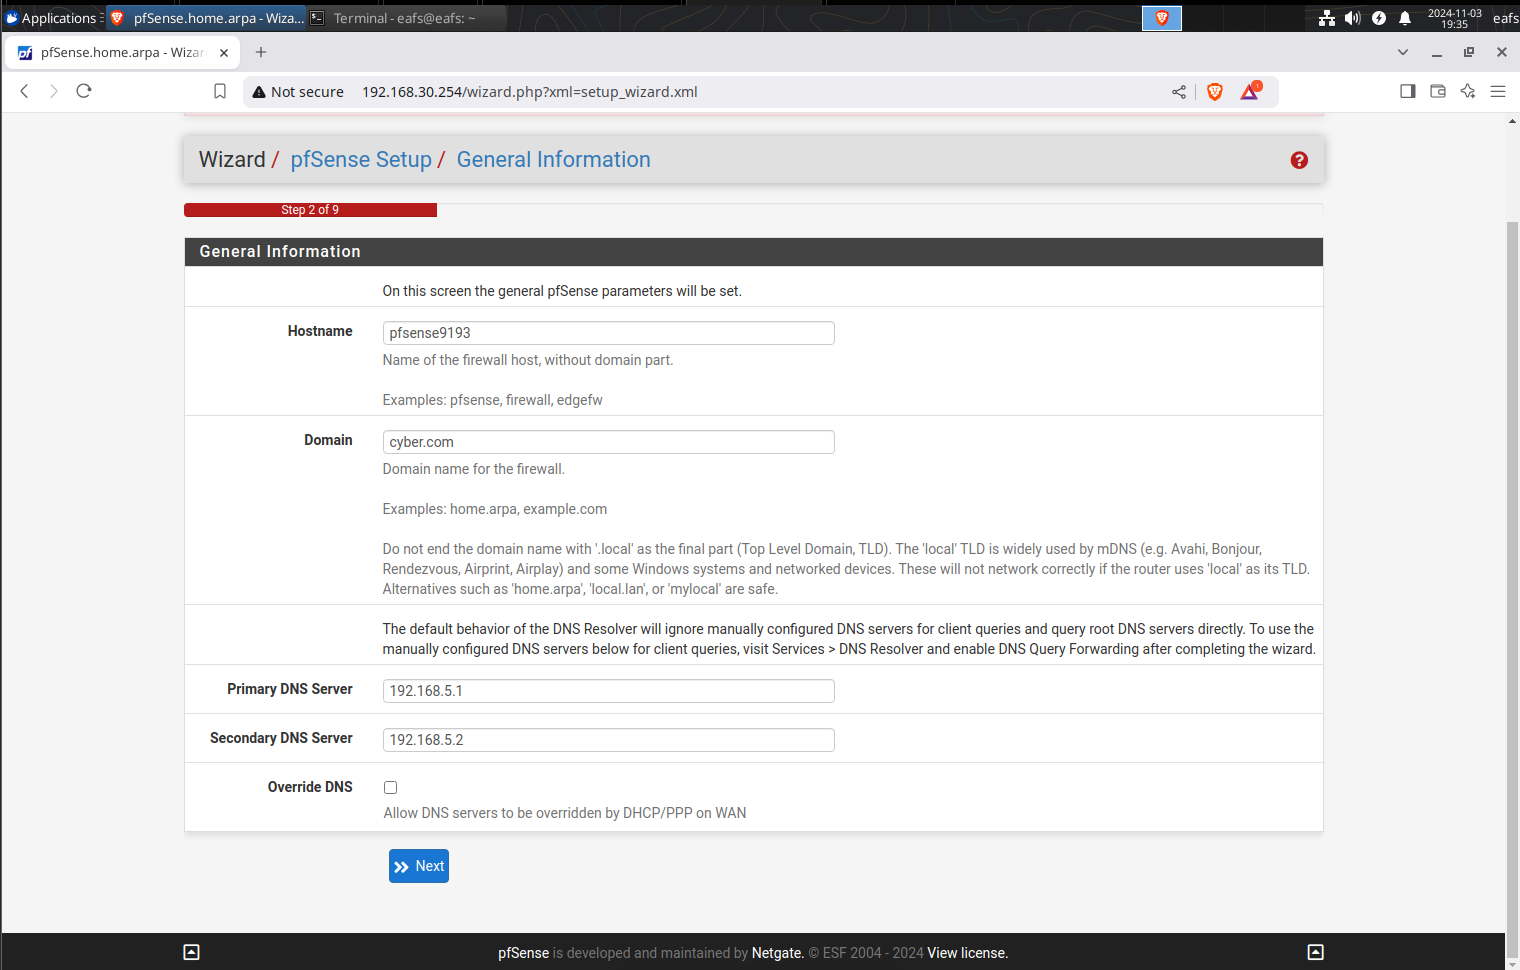 Applications
pfSense.home.arpa - Wiza...
Terminal - eafs@eafs: ~
2024-11-03
19:35
eafs
pf
pfSense.home.arpa - Wizar
Not secure
192.168.30.254/wizard.php?xml=setup_wizard.xml
1
Wizard / pfSense Setup / General Information
?
Step 2 of 9
General Information
On this screen the general pfSense parameters will be set.
Hostname
pfsense9193
Name of the firewall host, without domain part.
Examples: pfsense, firewall, edgefw
Domain
cyber.com
Domain name for the firewall.
Examples: home.arpa, example.com
Do not end the domain name with '.local' as the final part (Top Level Domain, TLD). The 'local' TLD is widely used by mDNS (e.g. Avahi, Bonjour,
Rendezvous, Airprint, Airplay) and some Windows systems and networked devices. These will not network correctly if the router uses 'local' as its TLD.
Alternatives such as 'home.arpa', 'local.lan', or 'mylocal' are safe.
The default behavior of the DNS Resolver will ignore manually configured DNS servers for client queries and query root DNS servers directly. To use the
manually configured DNS servers below for client queries, visit Services > DNS Resolver and enable DNS Query Forwarding after completing the wizard.
Primary DNS Server
192.168.5.1
Secondary DNS Server
192.168.5.2
Override DNS
Allow DNS servers to be overridden by DHCP/PPP on WAN
Next
pfSense is developed and maintained by Netgate. © ESF 2004 - 2024 View license.